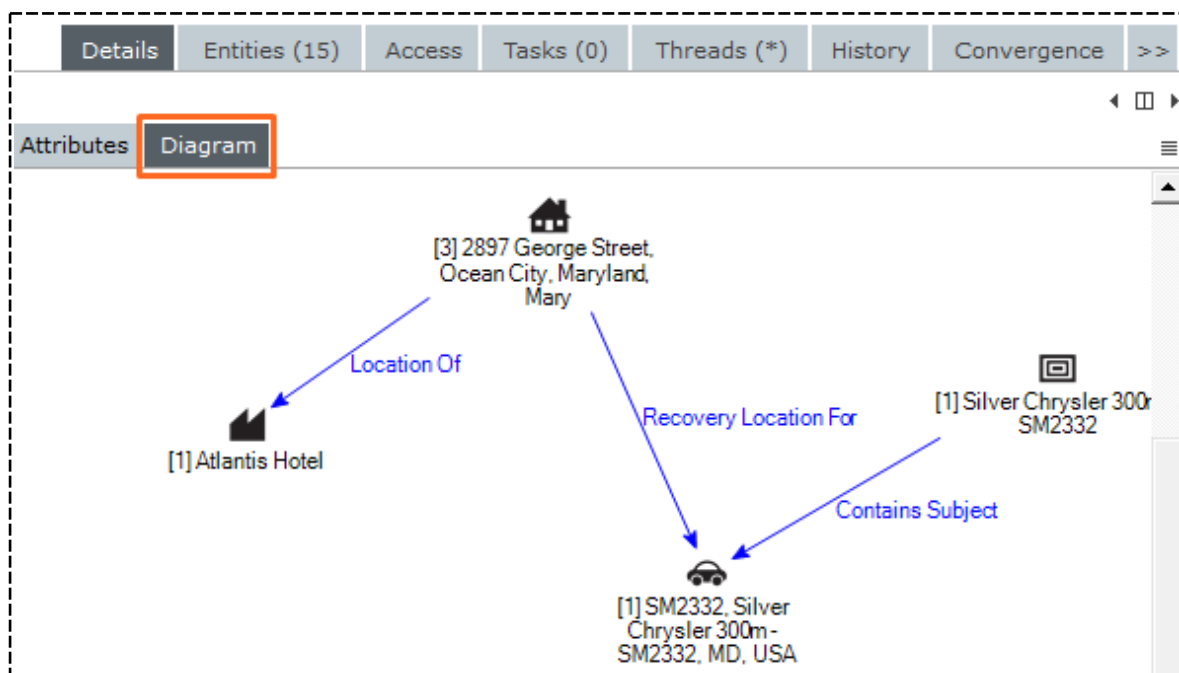 Details Entities (15) Access Tasks (0) Threads (*) History Convergence >>
Attributes Diagram
[3] 2897 George Street,
Ocean City, Maryland,
Mary
Location Of
Recovery Location For
[1] Silver Chrysler 300m
SM2332
[1] Atlantis Hotel
Contains Subject
[1] SM2332, Silver
Chrysler 300m -
SM2332, MD, USA